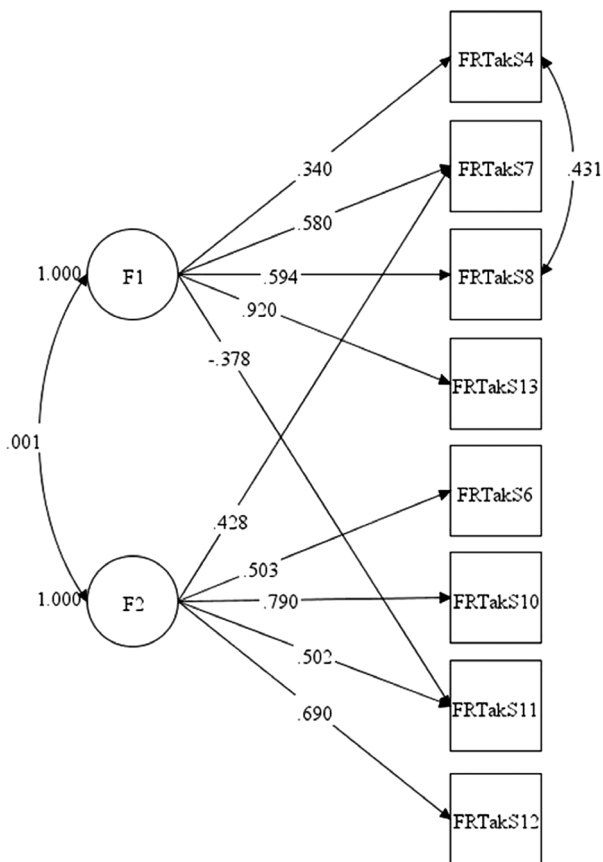 FRTakS4
.340
FRTakS7
.431
.580
F1
1.000
.594
FRTakS8
.920
-.378
FRTakS13
.001
FRTakS6
.428
.503
F2
1.000
.790
FRTakS10
.502
FRTakS11
.690
FRTakS12